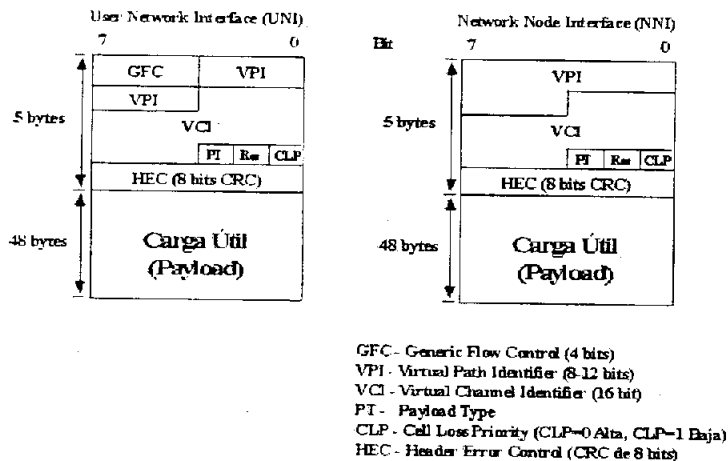 User Network Interface (UNI)
7 0
GFC VPI
VPI
VCI
PT Res CLP
HEC (8 bits CRC)
Carga Útil
(Payload)
5 bytes
48 bytes
Network Node Interface (NNI)
Bit 7 0
VPI
VCI
PT Res CLP
HEC (8 bits CRC)
Carga Útil
(Payload)
5 bytes
48 bytes
GFC - Generic Flow Control (4 bits)
VPI - Virtual Path Identifier (8-12 bits)
VCI - Virtual Channel Identifier (16 bit)
PT - Payload Type
CLP - Cell Loss Priority (CLP=0 Alta, CLP=1 Baja)
HEC - Header Error Control (CRC de 8 bits)